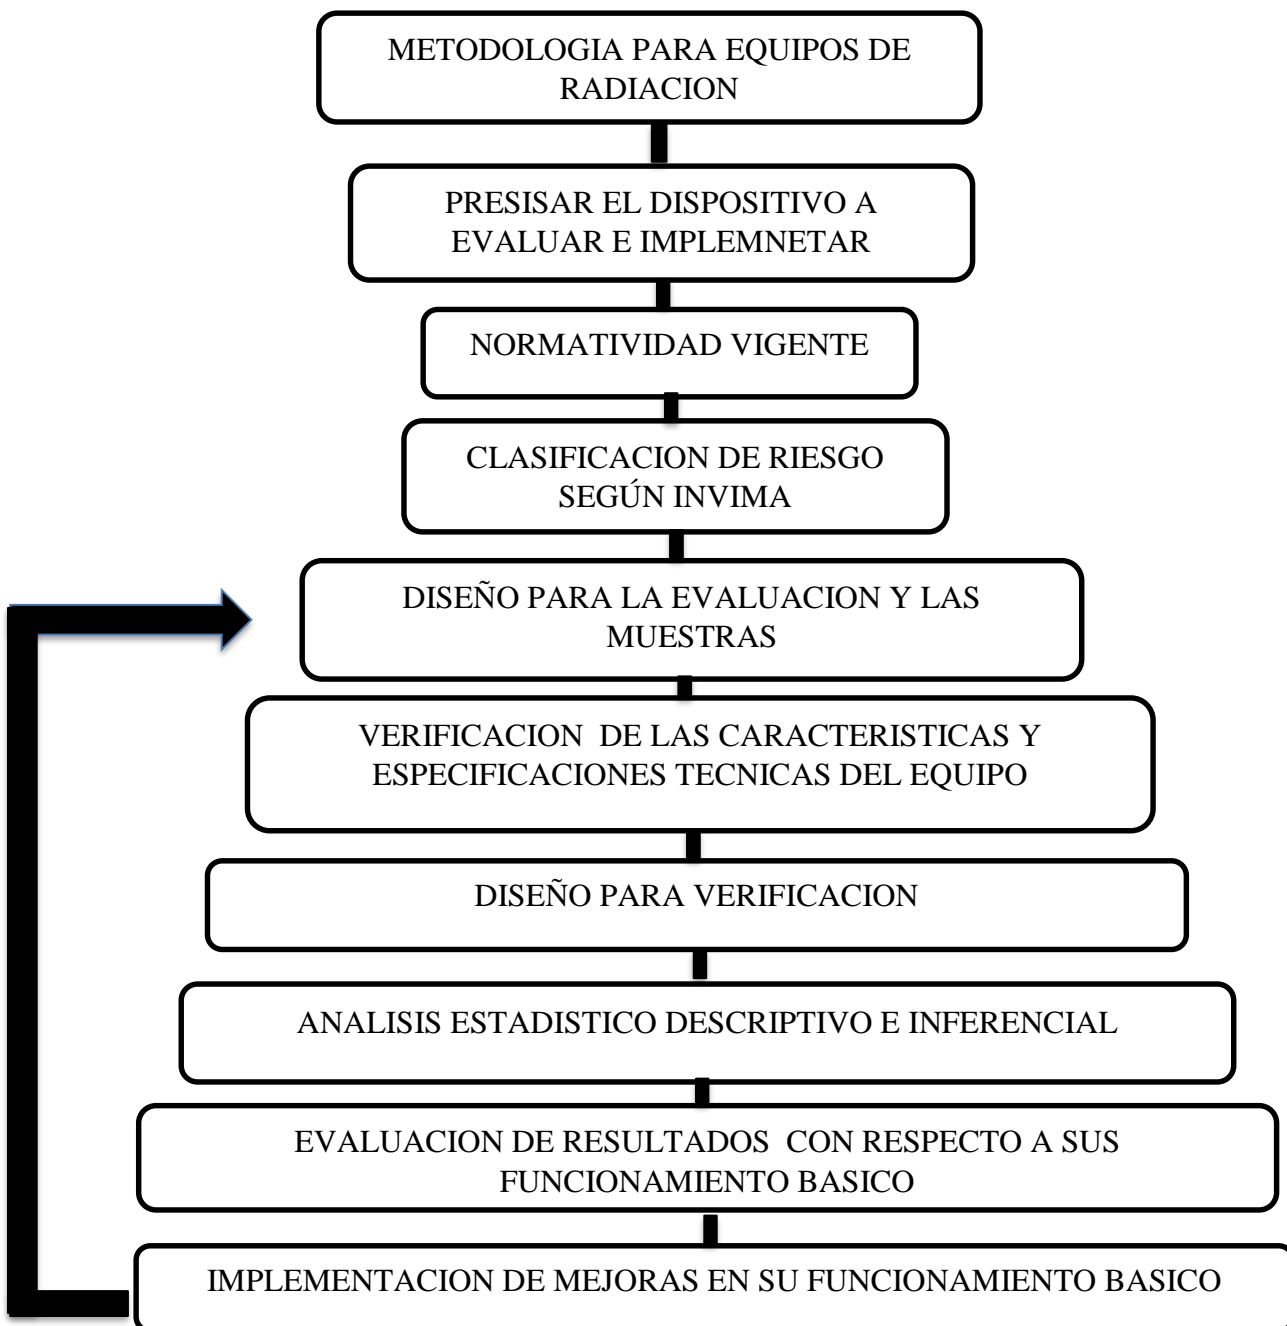 METODOLOGIA PARA EQUIPOS DE
RADIACION
PRESISAR EL DISPOSITIVO A
EVALUAR E IMPLEMNETAR
NORMATIVIDAD VIGENTE
CLASIFICACION DE RIESGO
SEGÚN INVIMA
DISEÑO PARA LA EVALUACION Y LAS
MUESTRAS
VERIFICACION  DE LAS CARACTERISTICAS Y
ESPECIFICACIONES TECNICAS DEL EQUIPO
DISEÑO PARA VERIFICACION
ANALISIS ESTADISTICO DESCRIPTIVO E INFERENCIAL
EVALUACION DE RESULTADOS  CON RESPECTO A SUS
FUNCIONAMIENTO BASICO
IMPLEMENTACION DE MEJORAS EN SU FUNCIONAMIENTO BASICO